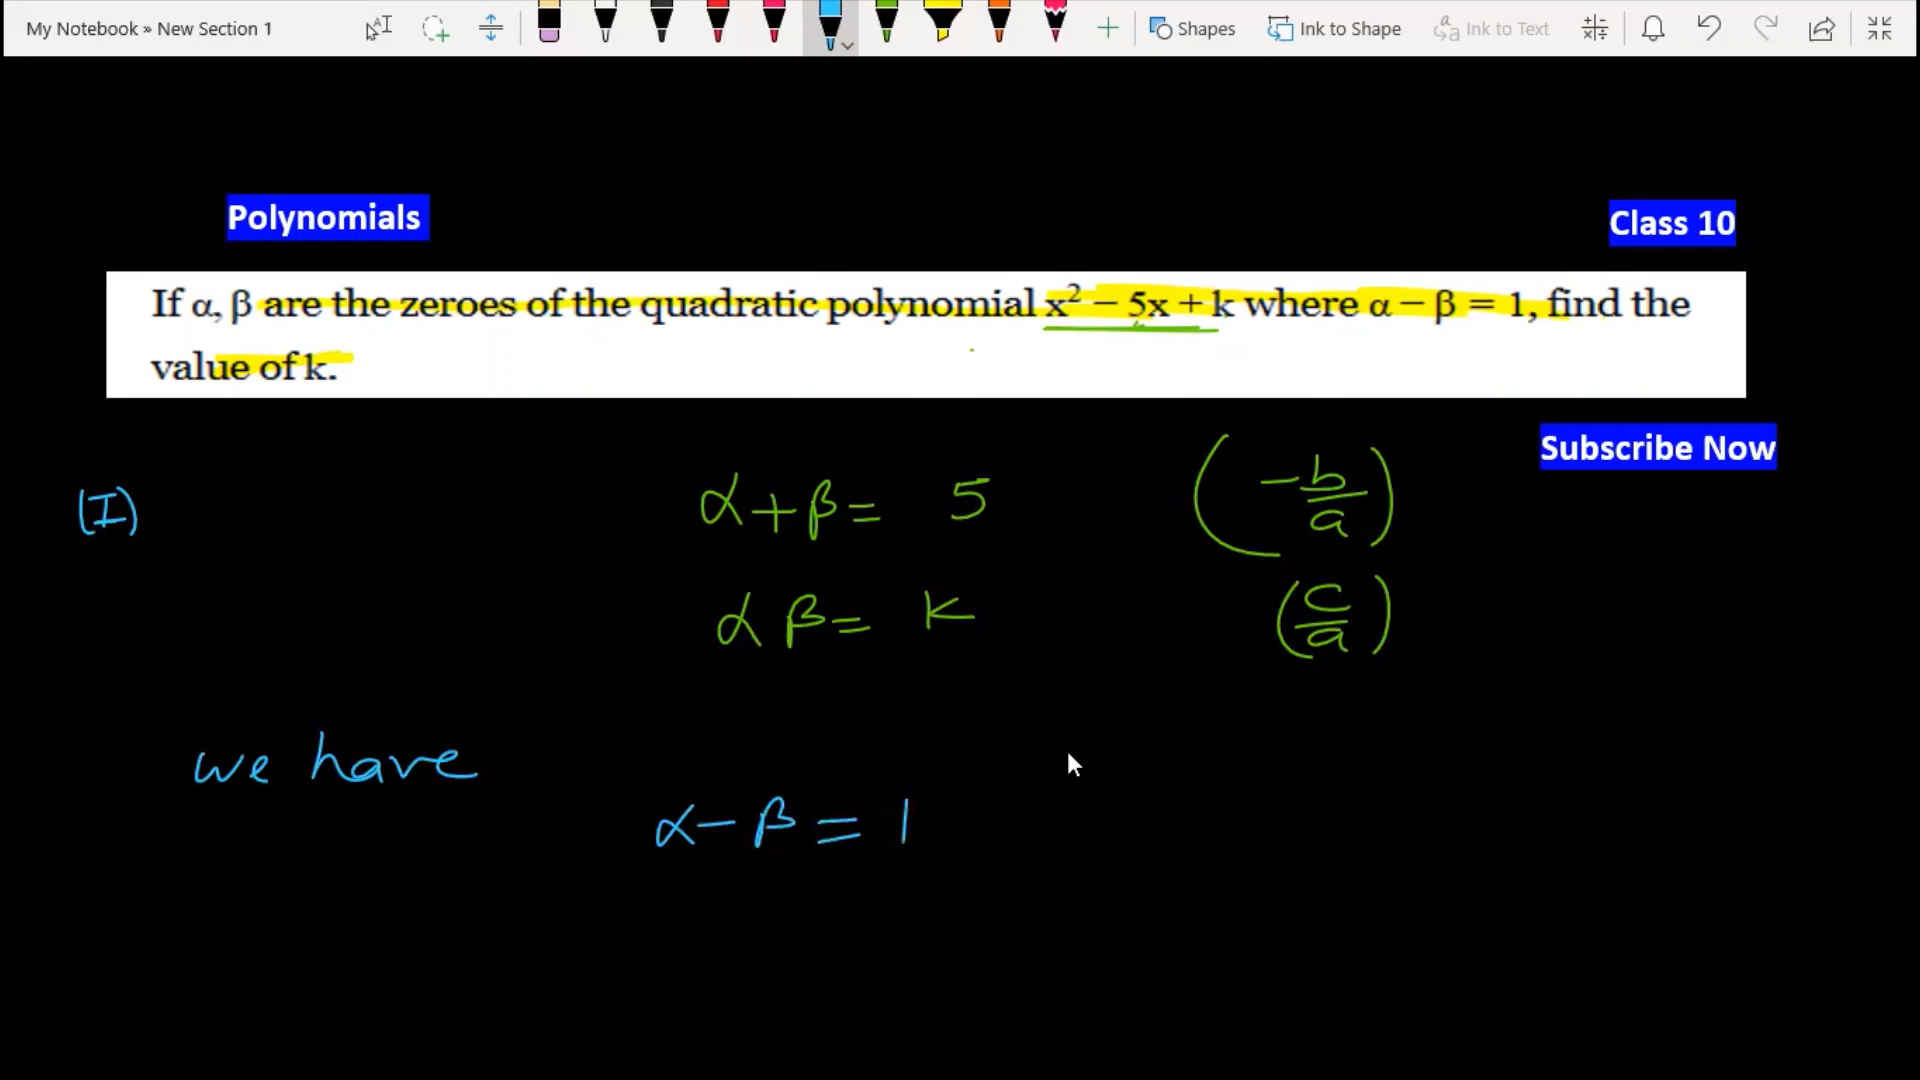 My Notebook » New Section 1
Shapes
Ink to Shape
Ink to Text
Polynomials
Class 10
If α, β are the zeroes of the quadratic polynomial x² − 5x + k where α − β = 1, find the
value of k.
Subscribe Now
(I)
α + β = 5 (-b/a)
α β = k (c/a)
we have
α - β = 1